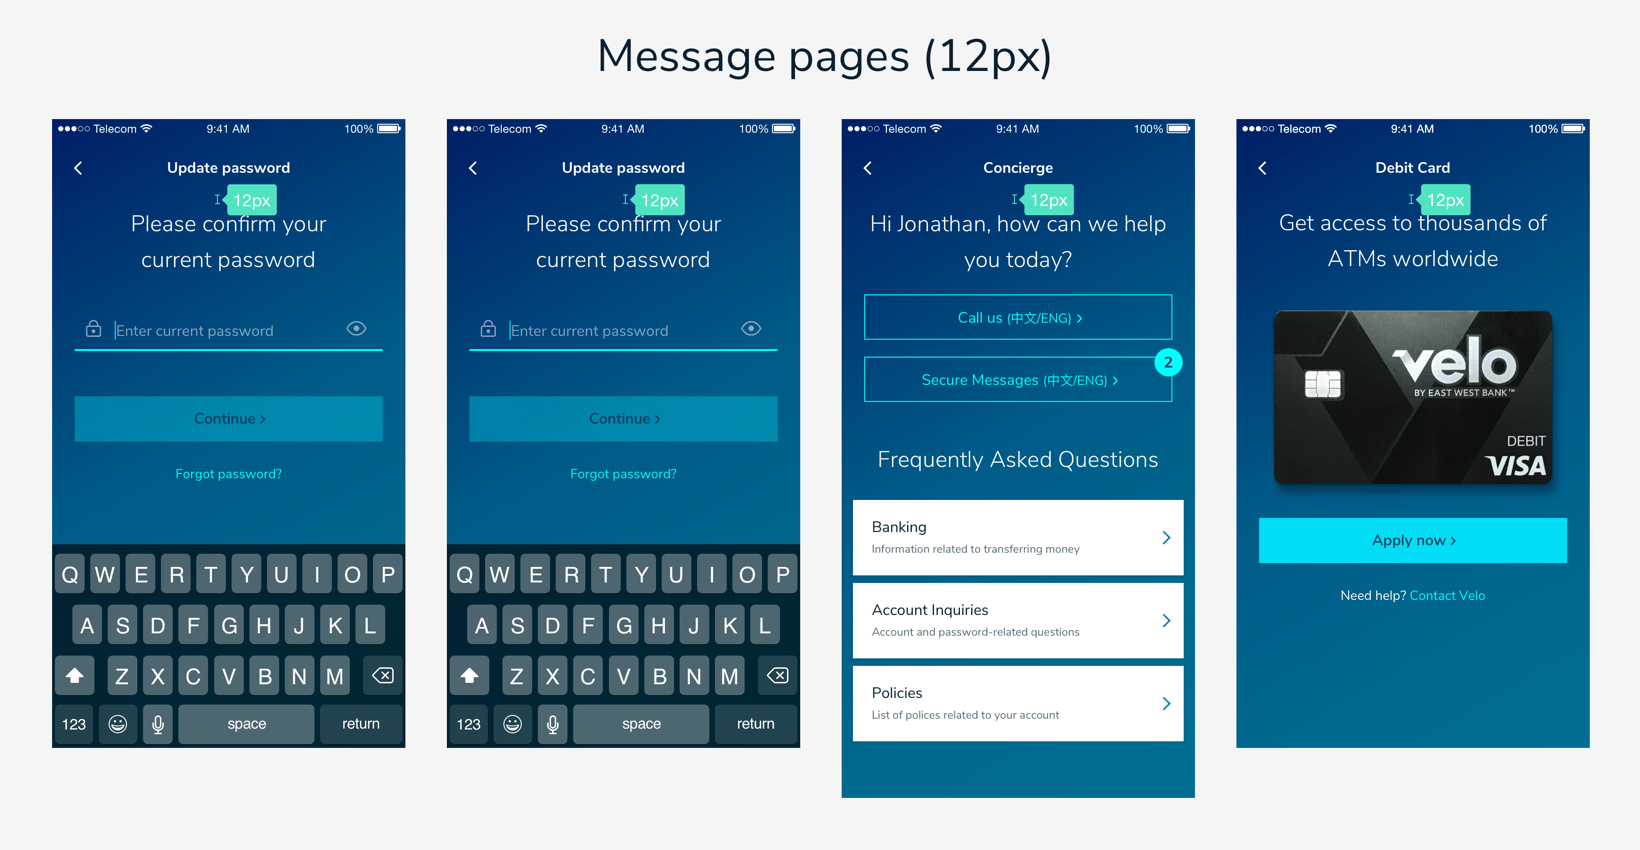 Message pages (12px)
Telecom 9:41 AM 100%
Update password
12px
Please confirm your
current password
Enter current password
Continue >
Forgot password?
Q W E R T Y U I O P
A S D F G H J K L
Z X C V B N M
123 space return
Telecom 9:41 AM 100%
Update password
12px
Please confirm your
current password
Enter current password
Continue >
Forgot password?
Q W E R T Y U I O P
A S D F G H J K L
Z X C V B N M
123 space return
Telecom 9:41 AM 100%
Concierge
12px
Hi Jonathan, how can we help
you today?
Call us (中文/ENG) >
2
Secure Messages (中文/ENG) >
Frequently Asked Questions
Banking
Information related to transferring money
Account Inquiries
Account and password-related questions
Policies
List of polices related to your account
Telecom 9:41 AM 100%
Debit Card
12px
Get access to thousands of
ATMs worldwide
velo
BY EAST WEST BANK™
DEBIT
VISA
Apply now >
Need help? Contact Velo